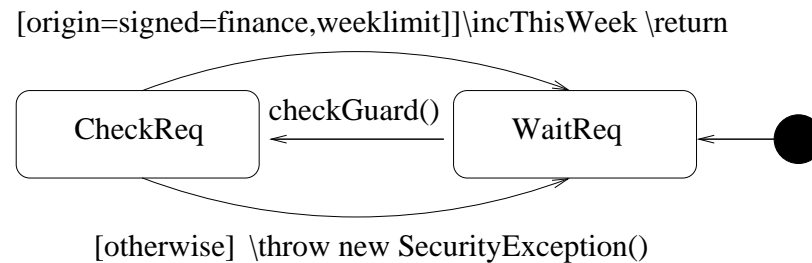 [origin=signed=finance,weeklimit]]\incThisWeek \return
checkGuard()
CheckReq
WaitReq
[otherwise] \throw new SecurityException()